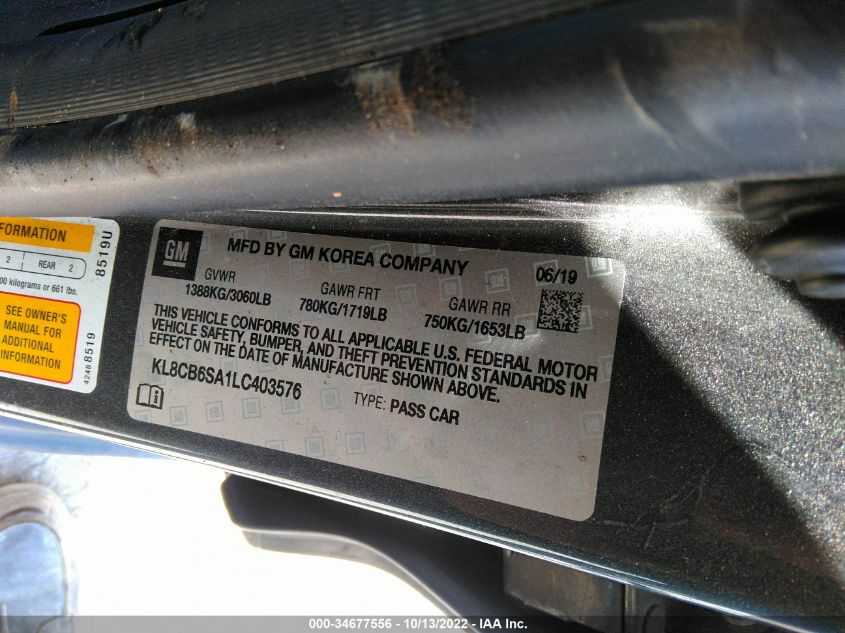 FORMATION
2 REAR 2
00 kilograms or 661 lbs.
SEE OWNER'S
MANUAL FOR
ADDITIONAL
INFORMATION
8519U
42468519
GM
MFD BY GM KOREA COMPANY
06/19
GVWR
1388KG/3060LB
GAWR FRT
780KG/1719LB
GAWR RR
750KG/1653LB
THIS VEHICLE CONFORMS TO ALL APPLICABLE U.S. FEDERAL MOTOR
VEHICLE SAFETY, BUMPER, AND THEFT PREVENTION STANDARDS IN
EFFECT ON THE DATE OF MANUFACTURE SHOWN ABOVE.
KL8CB6SA1LC403576
TYPE: PASS CAR
000-34677556 | 10/13/2022 - IAA Inc.